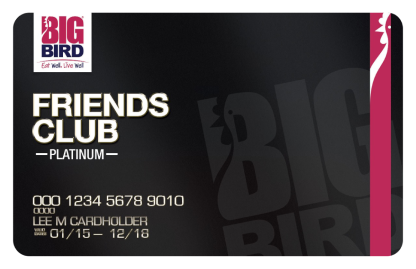 BIG
BIRD
Eat Well, Live Well
FRIENDS
CLUB
PLATINUM
BIG
BIRD
000 1234 5678 9010
0000
LEE M CARDHOLDER
01/15 – 12/18